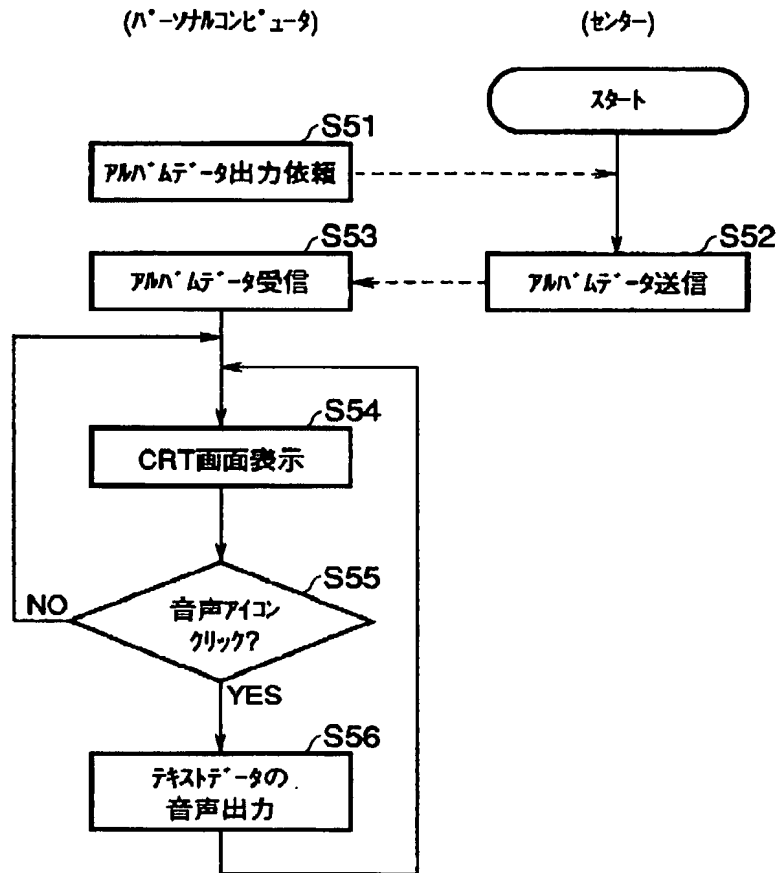 (パーソナルコンピュータ)
(センター)
スタート
S51
アルバムデータ出力依頼
S53
S52
アルバムデータ受信
アルバムデータ送信
S54
CRT画面表示
S55
音声アイコン
クリック?
NO
YES
S56
テキストデータの
音声出力